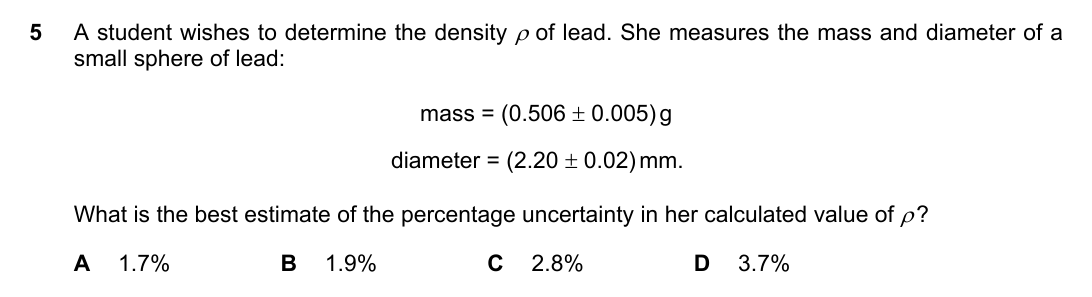 5 A student wishes to determine the density ρ of lead. She measures the mass and diameter of a
small sphere of lead:
mass = (0.506 ± 0.005) g
diameter = (2.20 ± 0.02) mm.
What is the best estimate of the percentage uncertainty in her calculated value of ρ?
A 1.7% B 1.9% C 2.8% D 3.7%